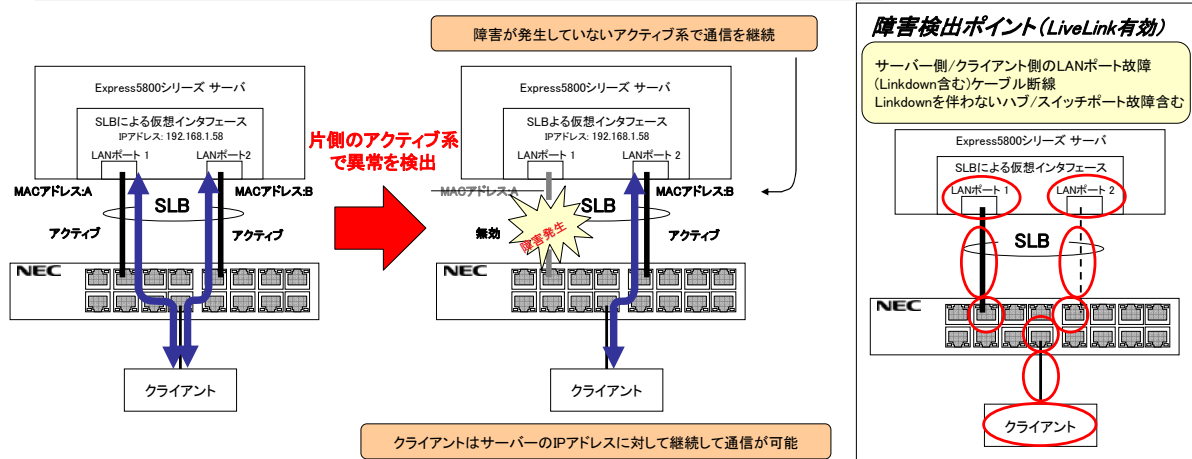 障害が発生していないアクティブ系で通信を継続
Express5800シリーズ サーバ
SLBによる仮想インタフェース
IPアドレス: 192.168.1.58
LANポート 1
LANポート2
MACアドレス:A
MACアドレス:B
SLB
アクティブ
アクティブ
NEC
クライアント
片側のアクティブ系
で異常を検出
Express5800シリーズ サーバ
SLBよる仮想インタフェース
IPアドレス: 192.168.1.58
LANポート 1
LANポート 2
MACアドレス:A
MACアドレス:B
SLB
無効
障害発生
アクティブ
NEC
クライアント
クライアントはサーバーのIPアドレスに対して継続して通信が可能
障害検出ポイント(LiveLink有効)
サーバー側/クライアント側のLANポート故障
(Linkdown含む)ケーブル断線
Linkdownを伴わないハブ/スイッチポート故障含む
Express5800シリーズ サーバ
SLBによる仮想インタフェース
LANポート 1
LANポート 2
SLB
NEC
クライアント